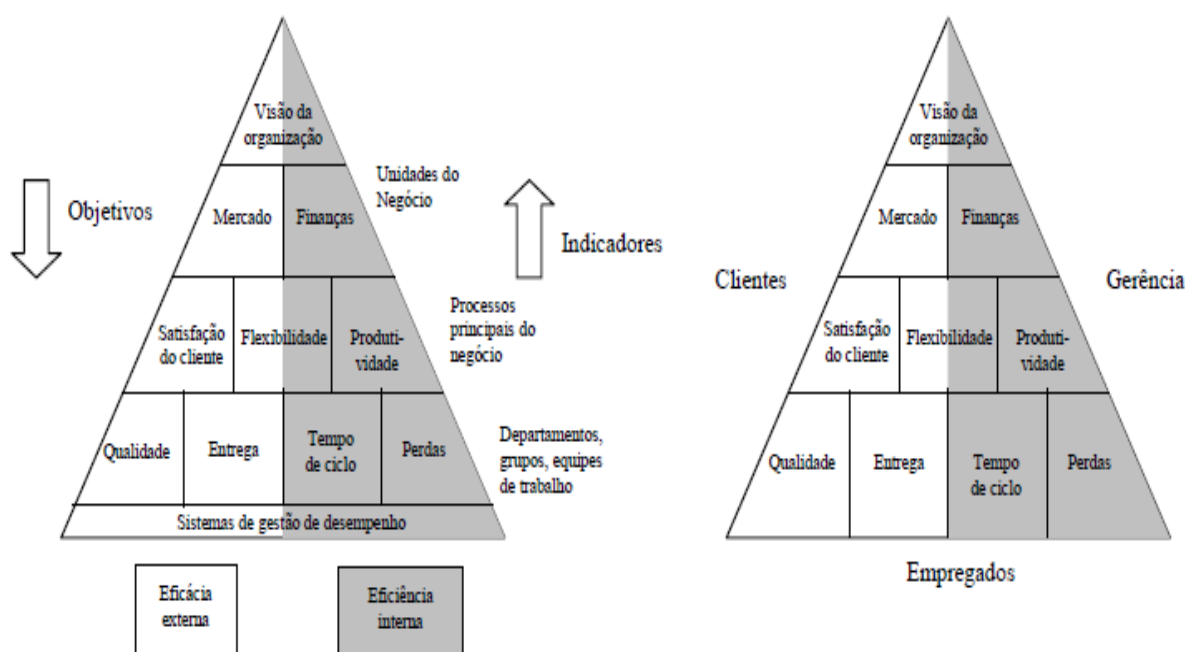 Visão da
organização
Unidades do
Negócio
Objetivos
Mercado
Finanças
Indicadores
Processos
principais do
negócio
Satisfação
do cliente
Flexibilidade
Produti-
vidade
Departamentos,
grupos, equipes
de trabalho
Qualidade
Entrega
Tempo
de ciclo
Perdas
Sistemas de gestão de desempenho
Eficácia
externa
Eficiência
interna
Visão da
organização
Mercado
Finanças
Clientes
Gerência
Satisfação
do cliente
Flexibilidade
Produti-
vidade
Qualidade
Entrega
Tempo
de ciclo
Perdas
Empregados